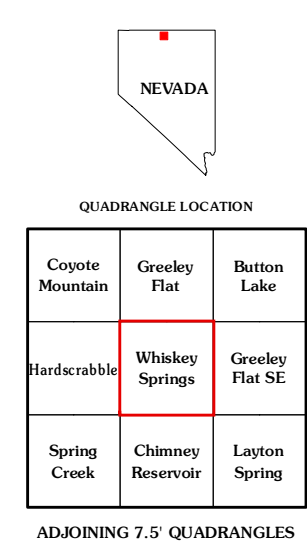 NEVADA
QUADRANGLE LOCATION
Coyote
Mountain
Greeley
Flat
Button
Lake
Hardscrabble
Whiskey
Springs
Greeley
Flat SE
Spring
Creek
Chimney
Reservoir
Layton
Spring
ADJOINING 7.5' QUADRANGLES